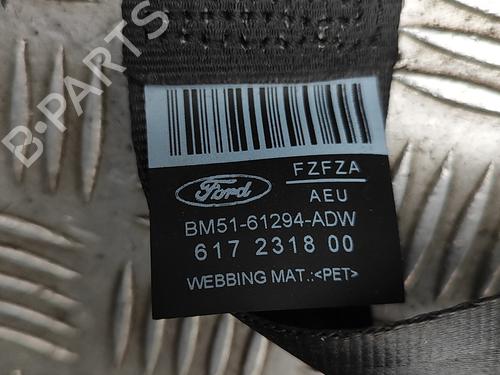 B-PARTS
Ford
FZFZA
AEU
BM51-61294-ADW
617 2318 00
WEBBING MAT.:<PET>